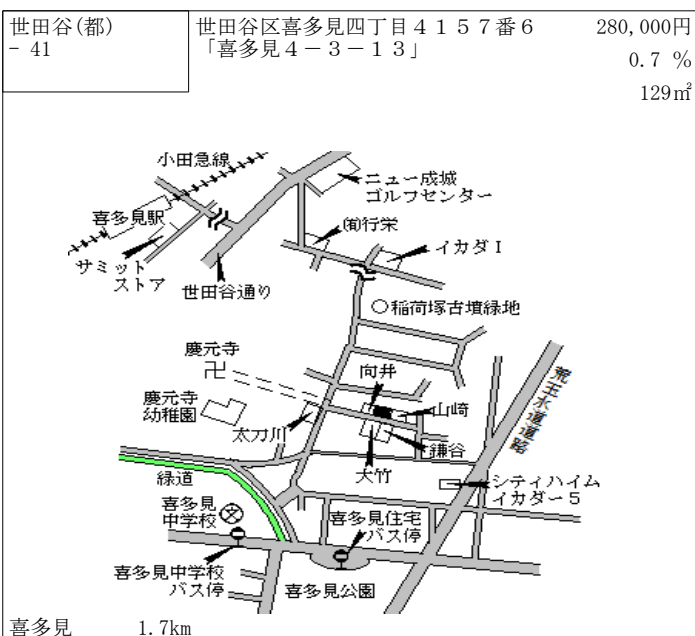 世田谷(都)
- 41
世田谷区喜多見四丁目４１５７番６
「喜多見４－３－１３」
280,000円
0.7 %
129㎡
小田急線
ニュー成城
ゴルフセンター
喜多見駅
㈲行栄
イカダⅠ
サミット
ストア
世田谷通り
稲荷塚古墳緑地
慶元寺
卍
向井
荒玉水道道路
慶元寺
幼稚園
山崎
太刀川
鎌谷
大竹
緑道
シティハイム
イカダー５
喜多見
中学校
喜多見住宅
バス停
喜多見中学校
バス停
喜多見公園
喜多見 1.7km